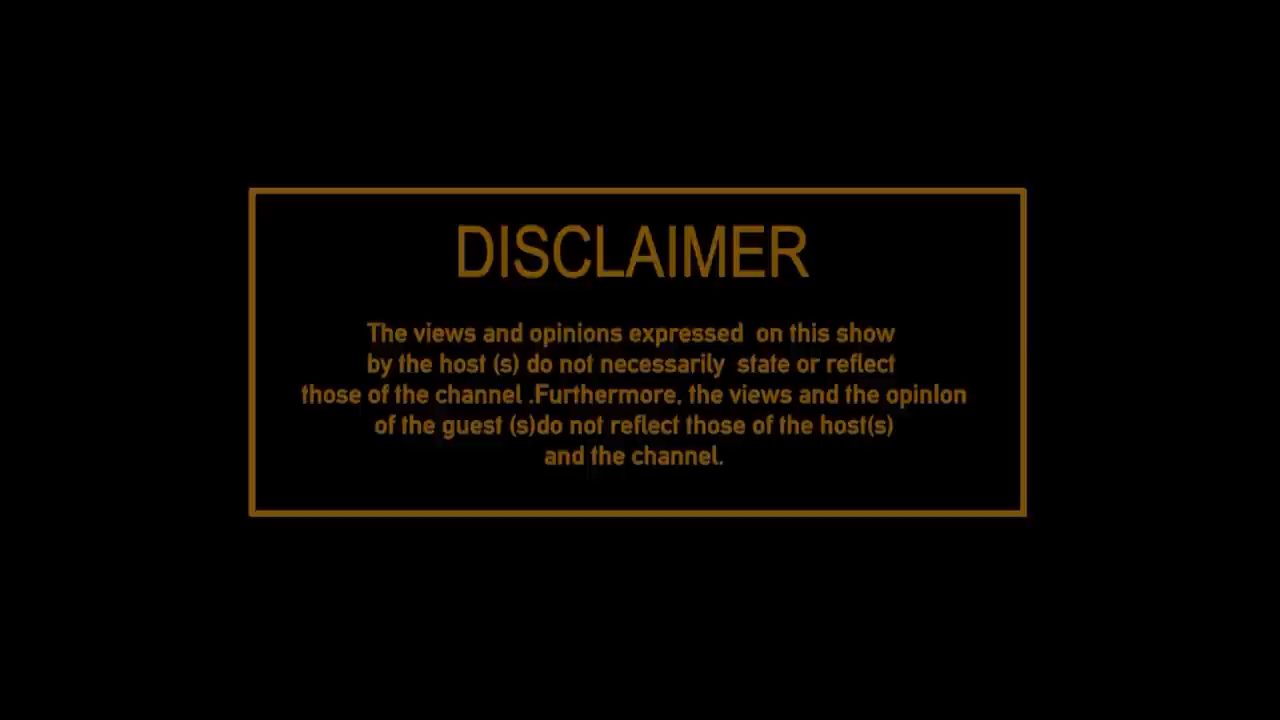 DISCLAIMER
The views and opinions expressed  on this show
by the host (s) do not necessarily  state or reflect
those of the channel .Furthermore, the views and the opinion
of the guest (s)do not reflect those of the host(s)
and the channel.